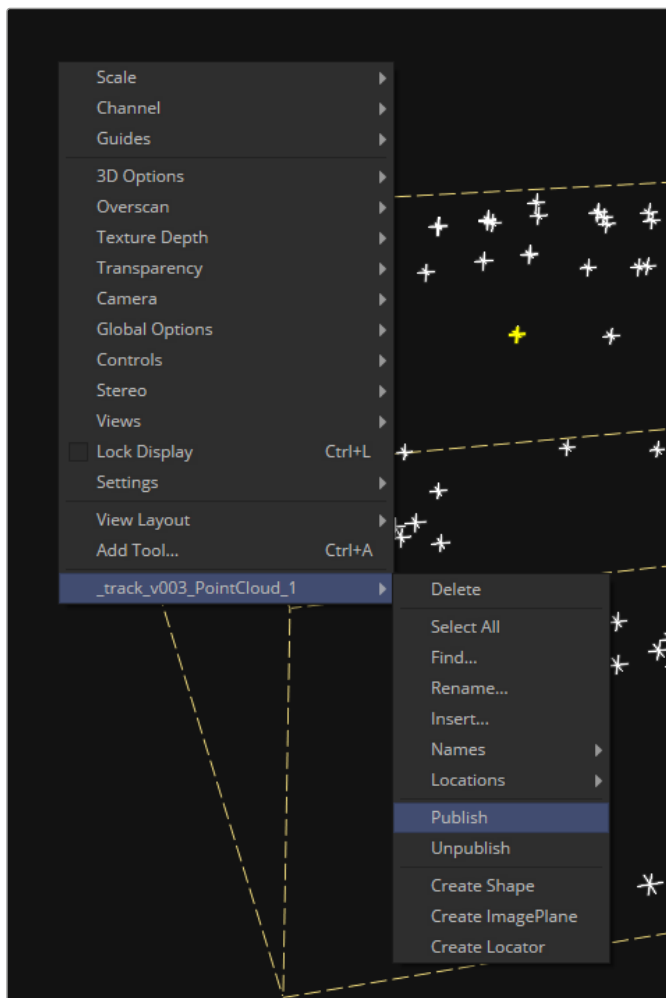 Scale
Channel
Guides
3D Options
Overscan
Texture Depth
Transparency
Camera
Global Options
Controls
Stereo
Views
Lock Display Ctrl+L
Settings
View Layout
Add Tool... Ctrl+A
_track_v003_PointCloud_1
Delete
Select All
Find...
Rename...
Insert...
Names
Locations
Publish
Unpublish
Create Shape
Create ImagePlane
Create Locator